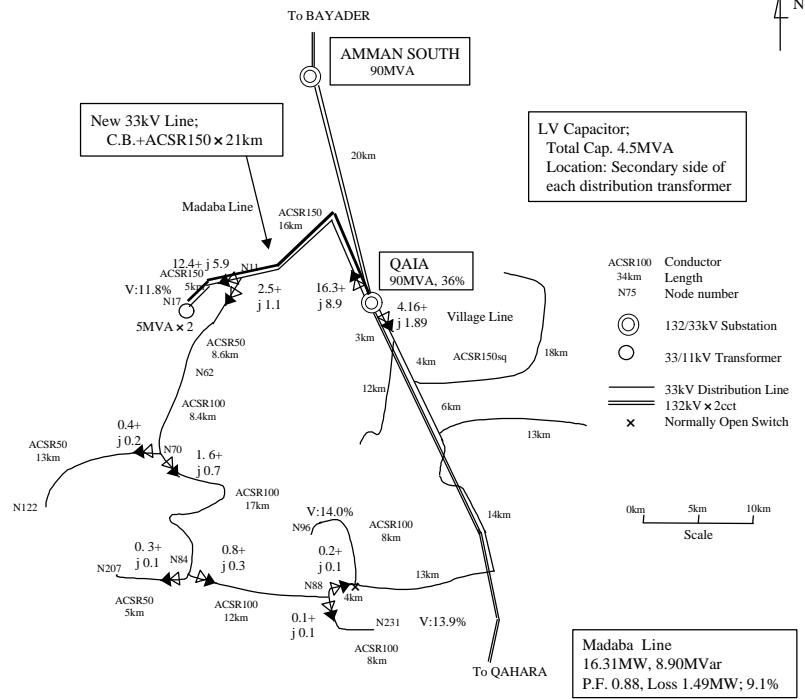 To BAYADER
N
AMMAN SOUTH
90MVA
New 33kV Line;
C.B.+ACSR150×21km
LV Capacitor;
Total Cap. 4.5MVA
Location: Secondary side of
each distribution transformer
20km
Madaba Line
ACSR150
16km
12.4+ j 5.9
N11
ACSR150
5km
V:11.8%
N17
5MVA×2
2.5+
j 1.1
16.3+
j 8.9
QAIA
90MVA, 36%
4.16+
j 1.89
Village Line
3km
4km
ACSR150sq
18km
ACSR100
Conductor
34km
Length
N75
Node number
132/33kV Substation
33/11kV Transformer
33kV Distribution Line
132kV×2cct
Normally Open Switch
ACSR50
8.6km
N62
12km
6km
13km
ACSR100
8.4km
0.4+
j 0.2
N70
1. 6+
j 0.7
ACSR50
13km
N122
ACSR100
17km
V:14.0%
N96
ACSR100
8km
14km
0km
5km
10km
Scale
0. 3+
j 0.1
N84
0.8+
j 0.3
0.2+
j 0.1
13km
N207
N88
4km
ACSR50
5km
ACSR100
12km
0.1+
j 0.1
N231
V:13.9%
ACSR100
8km
To QAHARA
Madaba Line
16.31MW, 8.90MVar
P.F. 0.88, Loss 1.49MW; 9.1%